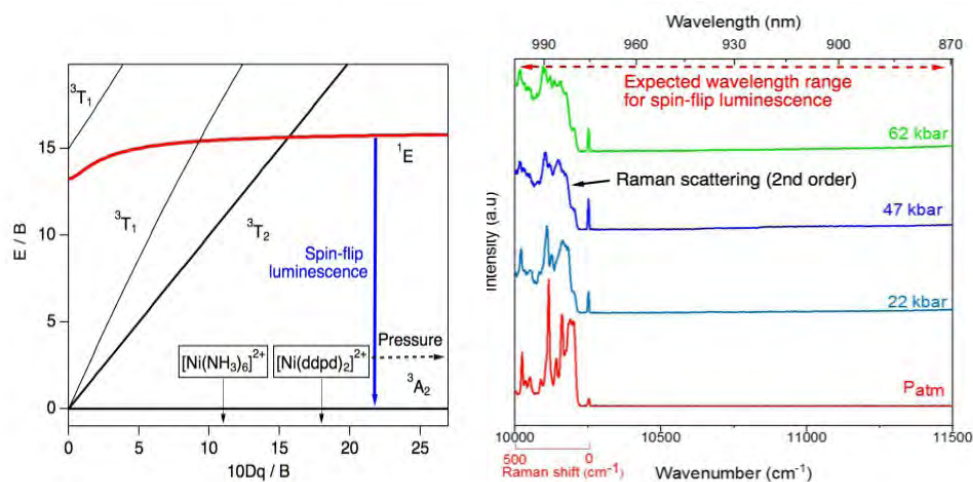 ³T₁
³T₁
³T₂
¹E
Spin-flip
luminescence
Pressure
[Ni(NH₃)₆]²⁺
[Ni(ddpd)₂]²⁺
³A₂
E / B
15
10
5
0
0
5
10
15
20
25
10Dq / B
Wavelength (nm)
990
960
930
900
870
Expected wavelength range
for spin-flip luminescence
62 kbar
Raman scattering (2nd order)
47 kbar
22 kbar
Patm
Intensity (a.u)
10000
10500
11000
11500
500
0
Raman shift (cm⁻¹)
Wavenumber (cm⁻¹)